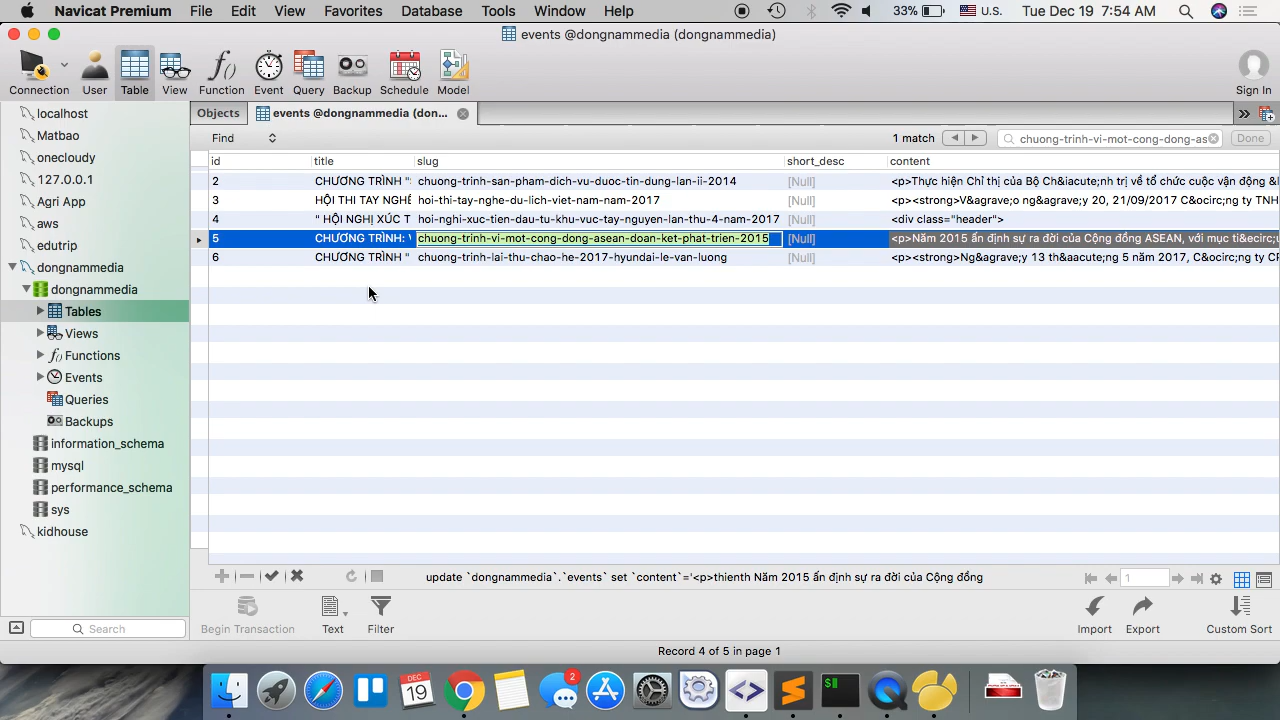 Navicat Premium File Edit View Favorites Database Tools Window Help 33% U.S. Tue Dec 19 7:54 AM
events @dongnammedia (dongnammedia)
Connection User Table View Function Event Query Backup Schedule Model Sign In
Objects events @dongnammedia (don...
Find 1 match chuong-trinh-vi-mot-cong-dong-as Done
id title slug short_desc content
2 CHƯƠNG TRÌNH " chuong-trinh-san-pham-dich-vu-duoc-tin-dung-lan-ii-2014 [Null] <p>Thực hiện Chỉ thị của Bộ Ch&iacute;nh trị về tổ chức cuộc vận động &l
3 HỘI THI TAY NGHỀ hoi-thi-tay-nghe-du-lich-viet-nam-nam-2017 [Null] <p><strong>V&agrave;o ng&agrave;y 20, 21/09/2017 C&ocirc;ng ty TNH
4 " HỘI NGHỊ XÚC T hoi-nghi-xuc-tien-dau-tu-khu-vuc-tay-nguyen-lan-thu-4-nam-2017 [Null] <div class="header">
5 CHƯƠNG TRÌNH: V chuong-trinh-vi-mot-cong-dong-asean-doan-ket-phat-trien-2015 [Null] <p>Năm 2015 ấn định sự ra đời của Cộng đồng ASEAN, với mục ti&ecirc;u
6 CHƯƠNG TRÌNH " chuong-trinh-lai-thu-chao-he-2017-hyundai-le-van-luong [Null] <p><strong>Ng&agrave;y 13 th&aacute;ng 5 năm 2017, C&ocirc;ng ty CP
localhost
Matbao
onecloudy
127.0.0.1
Agri App
aws
edutrip
dongnammedia
dongnammedia
Tables
Views
Functions
Events
Queries
Backups
information_schema
mysql
performance_schema
sys
kidhouse
update `dongnammedia`.`events` set `content`='<p>thienth Năm 2015 ấn định sự ra đời của Cộng đồng 1
Begin Transaction Text Filter Import Export Custom Sort
Search
Record 4 of 5 in page 1
DEC
19
2